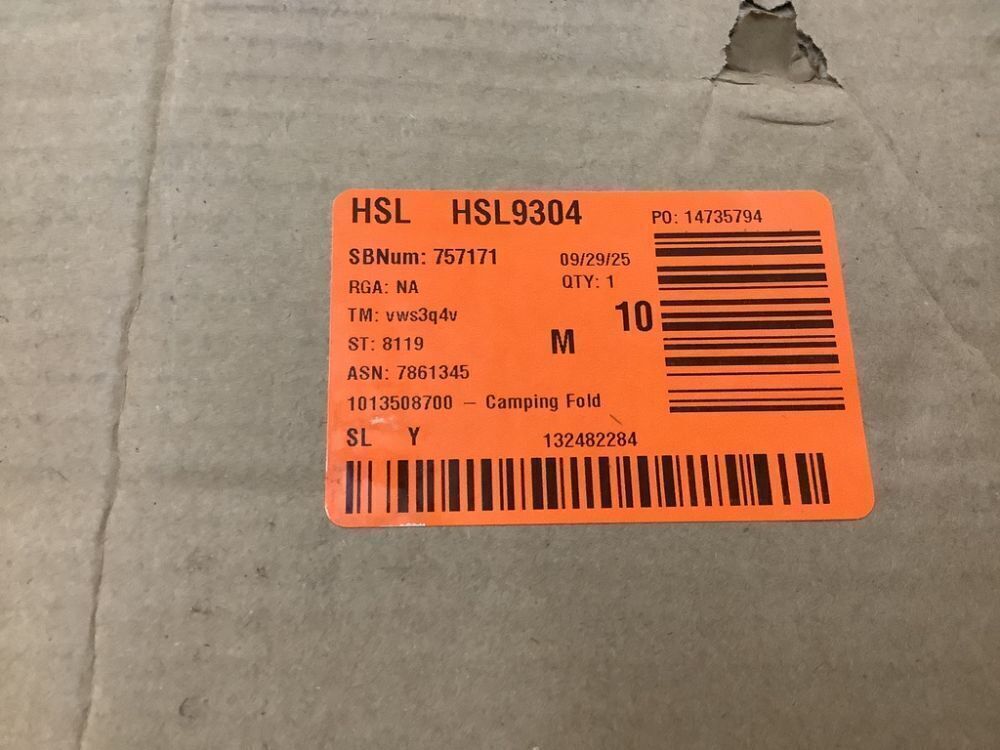 HSL HSL9304
PO: 14735794
SBNum: 757171 09/29/25
RGA: NA QTY: 1
TM: vws3q4v 10
ST: 8119 M
ASN: 7861345
1013508700 – Camping Fold
SL Y 132482284